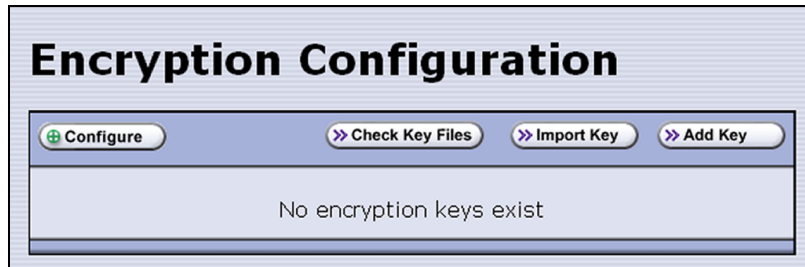 Encryption Configuration
Configure Check Key Files Import Key Add Key
No encryption keys exist